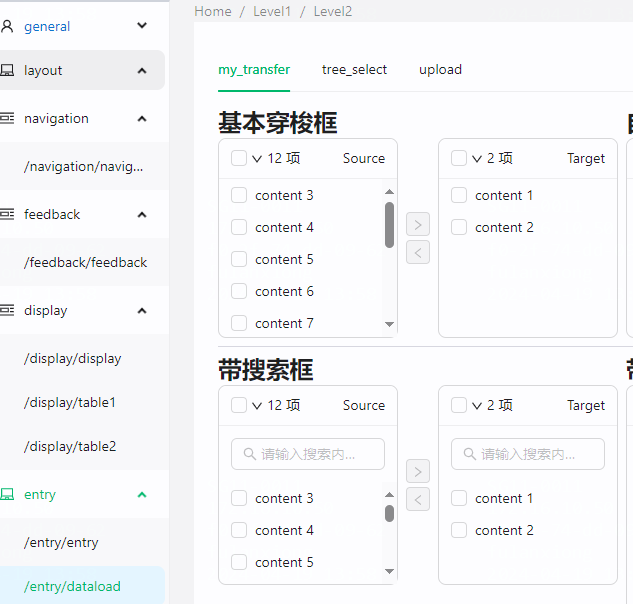 general
layout
navigation
/navigation/navig...
feedback
/feedback/feedback
display
/display/display
/display/table1
/display/table2
entry
/entry/entry
/entry/dataload
Home / Level1 / Level2
my_transfer tree_select upload
基本穿梭框
12 项 Source
content 3
content 4
content 5
content 6
content 7
2 项 Target
content 1
content 2
带搜索框
12 项 Source
请输入搜索内...
content 3
content 4
content 5
2 项 Target
请输入搜索内...
content 1
content 2